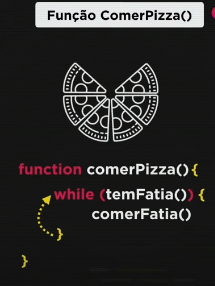 Função ComerPizza()
function comerPizza() {
while (temFatia()) {
comerFatia()
}
}